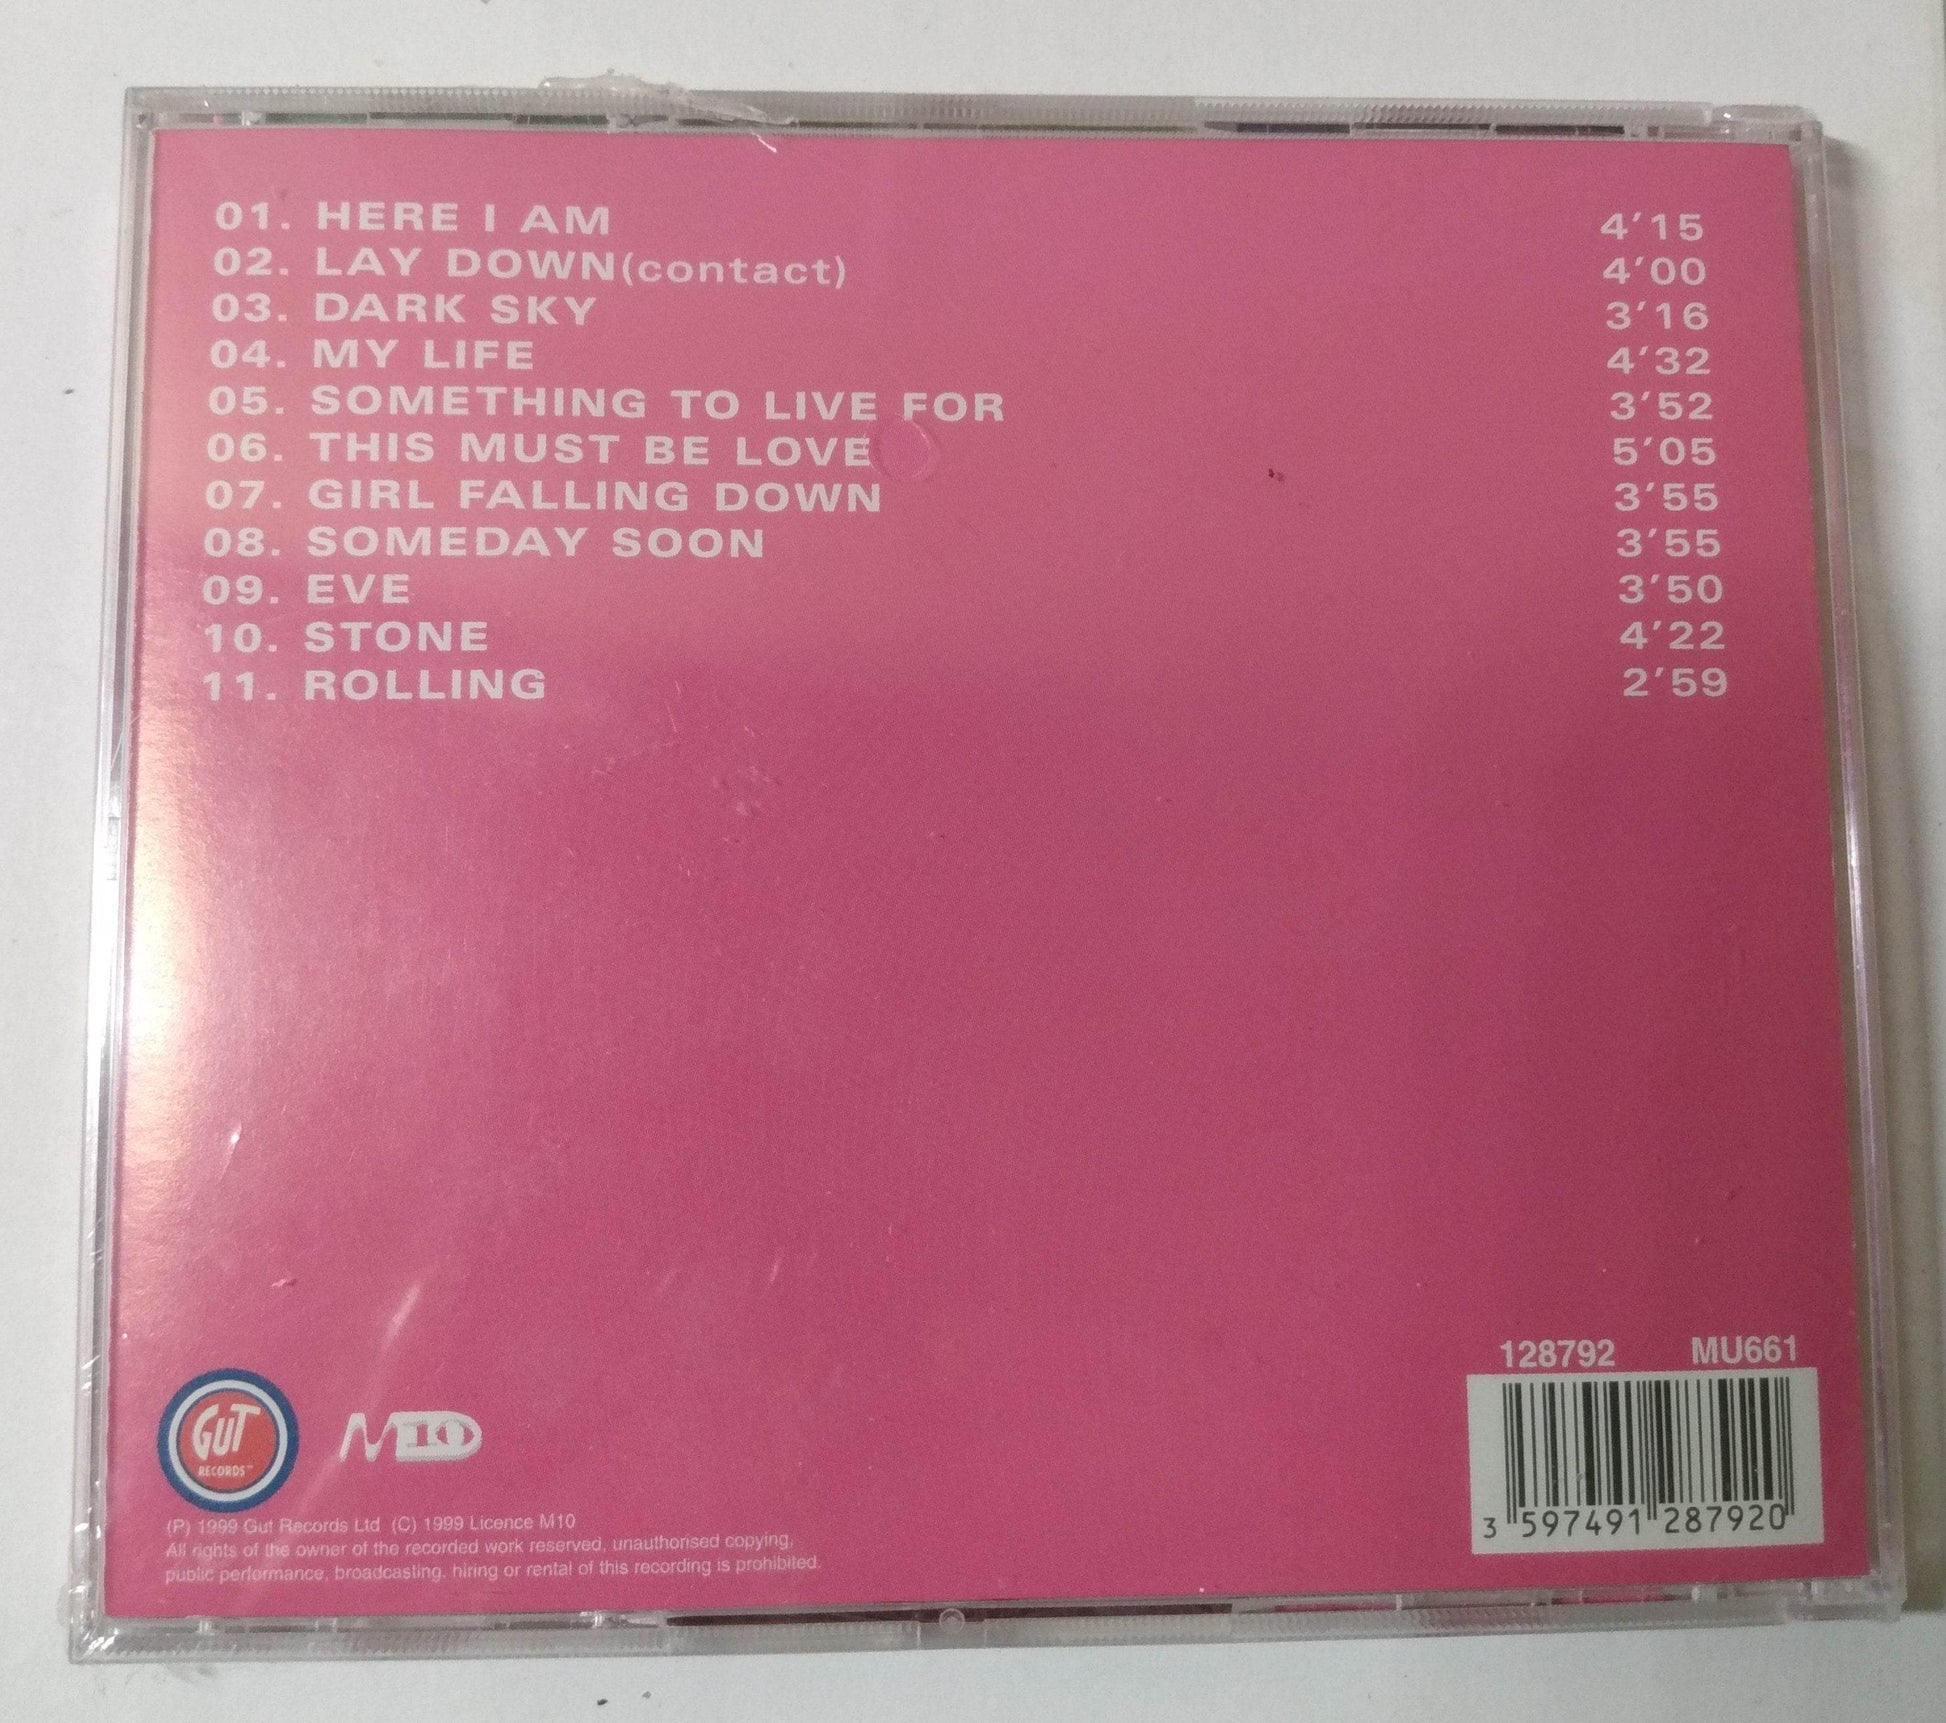 01. HERE I AM 4'15
02. LAY DOWN(contact) 4'00
03. DARK SKY 3'16
04. MY LIFE 4'32
05. SOMETHING TO LIVE FOR 3'52
06. THIS MUST BE LOVE 5'05
07. GIRL FALLING DOWN 3'55
08. SOMEDAY SOON 3'55
09. EVE 3'50
10. STONE 4'22
11. ROLLING 2'59
128792 MU661
GUT
RECORDS™
M10
3 597491 287920
(P) 1999 Gut Records Ltd (C) 1999 Licence M10
All rights of the owner of the recorded work reserved, unauthorised copying,
public performance, broadcasting, hiring or rental of this recording is prohibited.